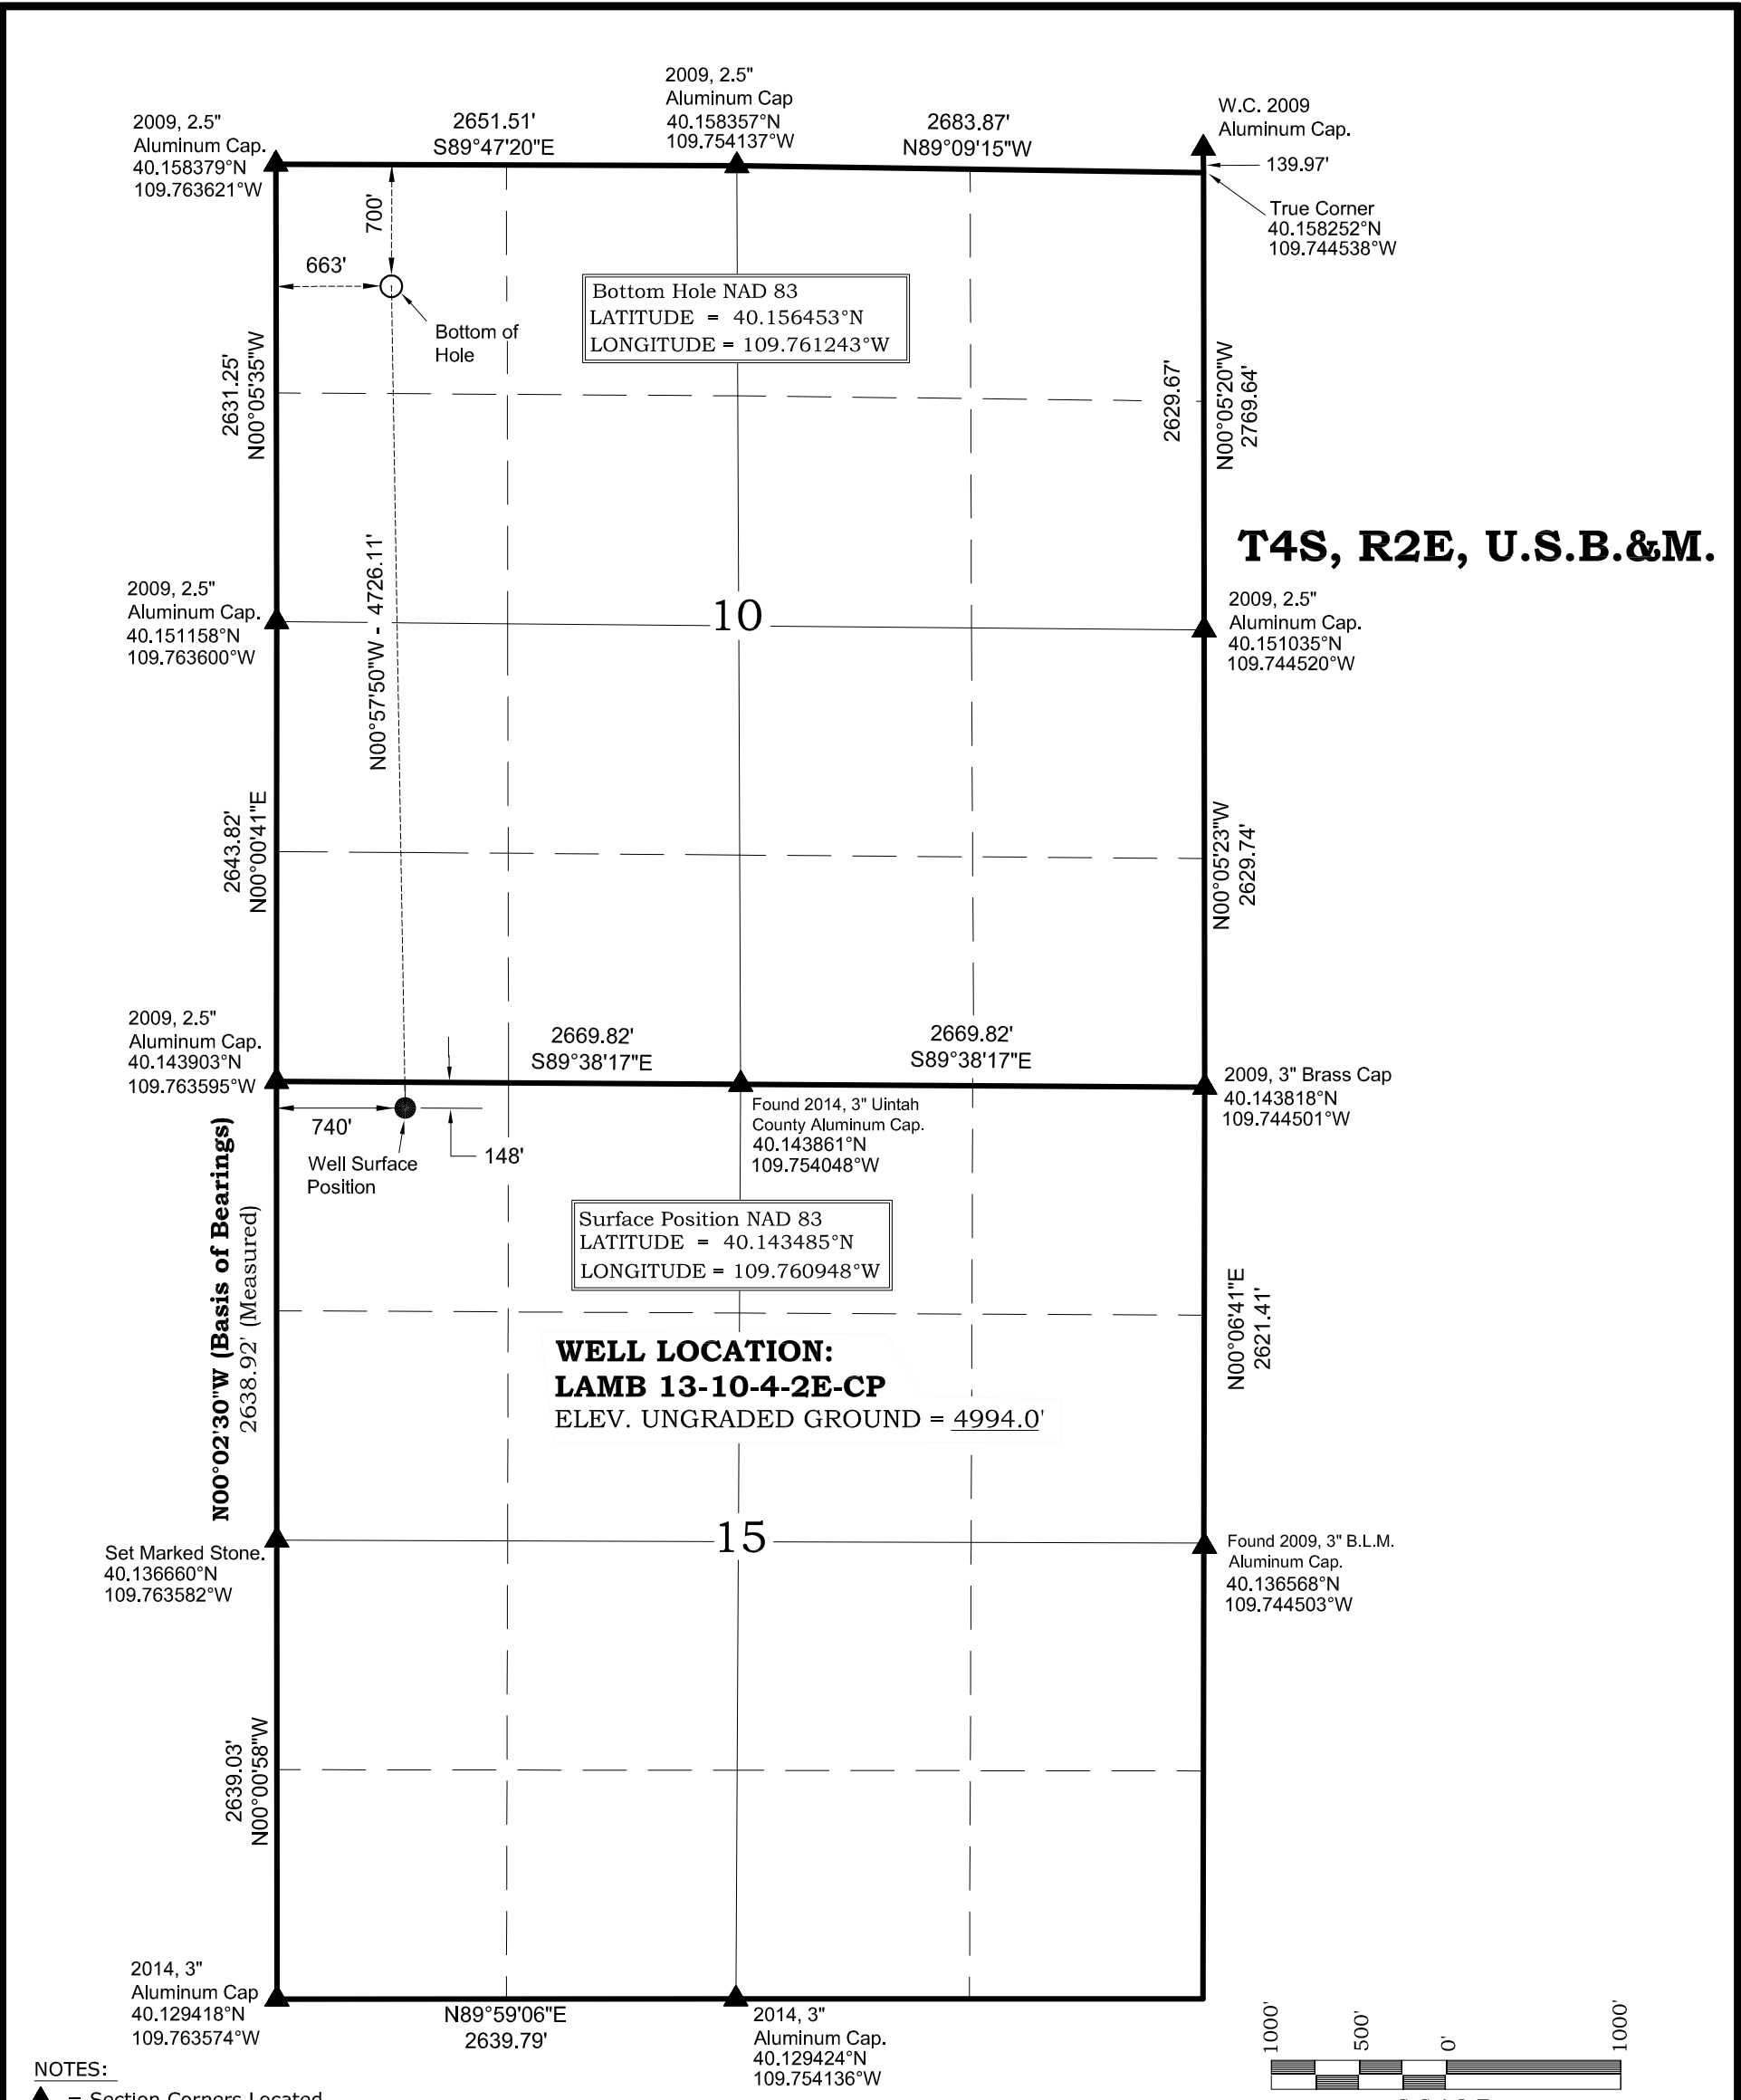 2009, 2.5"
Aluminum Cap.
40.158379°N
109.763621°W
2651.51'
S89°47'20"E
2009, 2.5"
Aluminum Cap
40.158357°N
109.754137°W
2683.87'
N89°09'15"W
W.C. 2009
Aluminum Cap.
139.97'
True Corner
40.158252°N
109.744538°W
700'
663'
Bottom of
Hole
Bottom Hole NAD 83
LATITUDE = 40.156453°N
LONGITUDE = 109.761243°W
2631.25'
N00°05'35"W
2629.67'
N00°05'20"W
2769.64'
T4S, R2E, U.S.B.&M.
N00°57'50"W - 4726.11'
2009, 2.5"
Aluminum Cap.
40.151158°N
109.763600°W
10
2009, 2.5"
Aluminum Cap.
40.151035°N
109.744520°W
2643.82'
N00°00'41"E
N00°05'23"W
2629.74'
2009, 2.5"
Aluminum Cap.
40.143903°N
109.763595°W
2669.82'
S89°38'17"E
2669.82'
S89°38'17"E
2009, 3" Brass Cap
40.143818°N
109.744501°W
740'
148'
Well Surface
Position
Found 2014, 3" Uintah
County Aluminum Cap.
40.143861°N
109.754048°W
Surface Position NAD 83
LATITUDE = 40.143485°N
LONGITUDE = 109.760948°W
N00°02'30"W (Basis of Bearings)
2638.92' (Measured)
N00°06'41"E
2621.41'
WELL LOCATION:
LAMB 13-10-4-2E-CP
ELEV. UNGRADED GROUND = 4994.0'
Set Marked Stone.
40.136660°N
109.763582°W
15
Found 2009, 3" B.L.M.
Aluminum Cap.
40.136568°N
109.744503°W
2639.03'
N00°00'58"W
2014, 3"
Aluminum Cap
40.129418°N
109.763574°W
N89°59'06"E
2639.79'
2014, 3"
Aluminum Cap.
40.129424°N
109.754136°W
1000'
500'
0'
1000'
NOTES:
= Section Corners Located